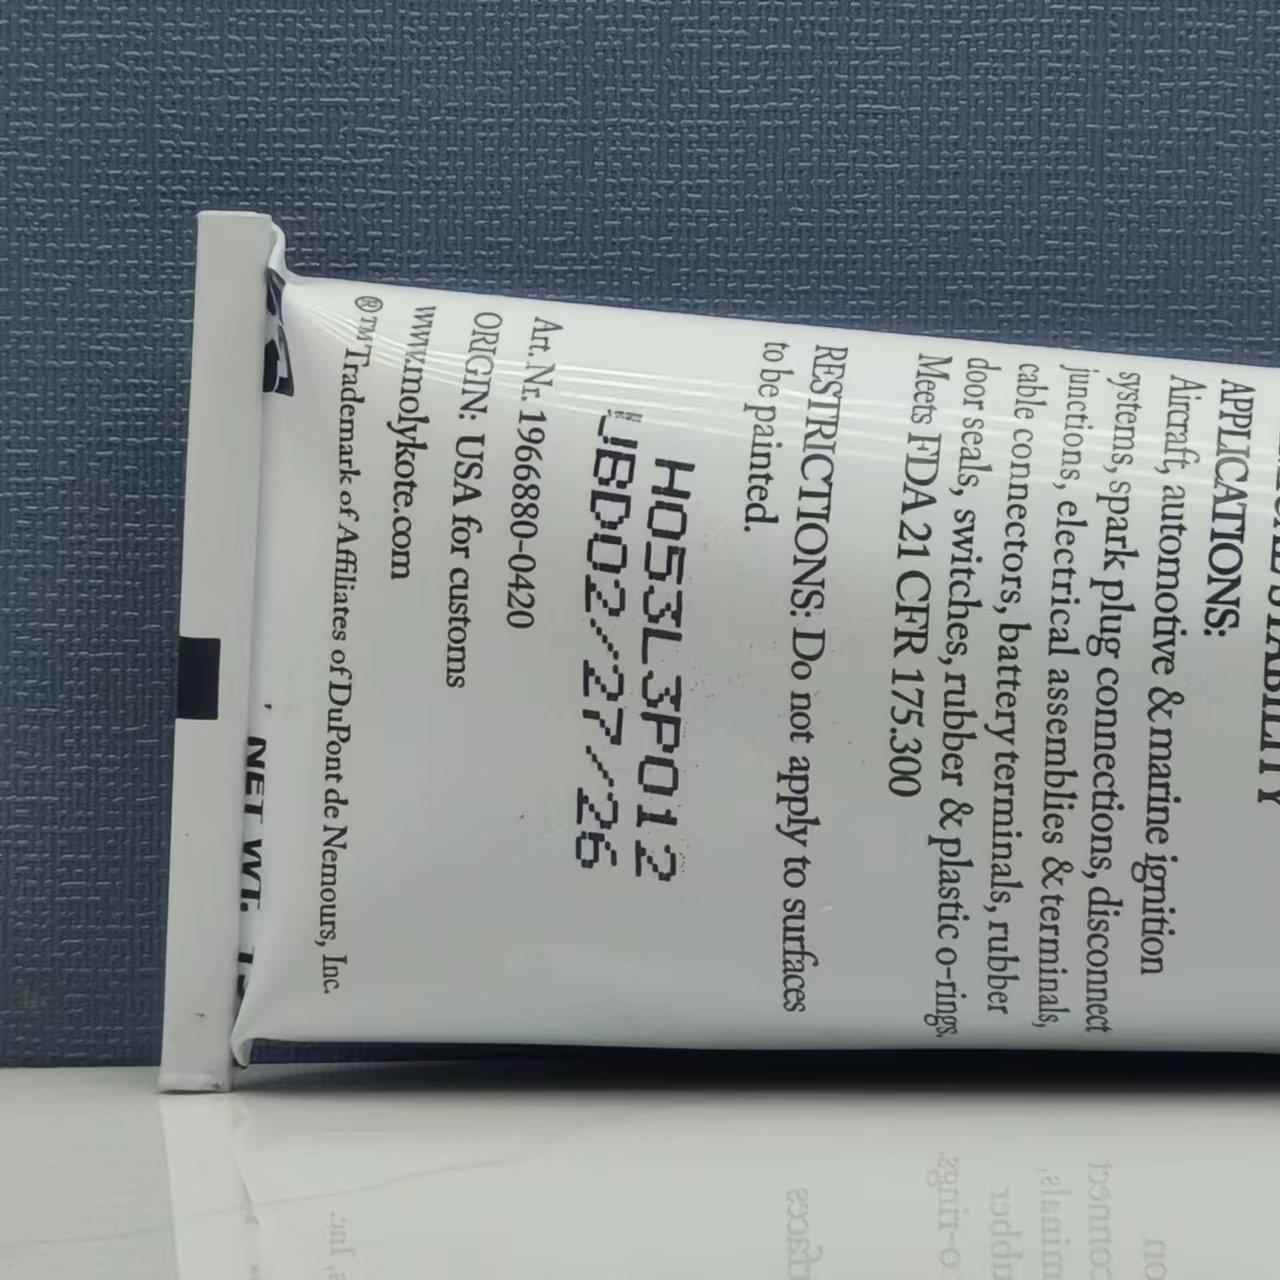 APPLICATIONS:
Aircraft, automotive & marine ignition
systems, spark plug connections, disconnect
junctions, electrical assemblies & terminals,
cable connectors, battery terminals, rubber
door seals, switches, rubber & plastic o-rings.
Meets FDA 21 CFR 175.300
RESTRICTIONS: Do not apply to surfaces
to be painted.
H053L3P012
UBD02/27/26
Art. Nr. 1966880-0420
ORIGIN: USA for customs
www.molykote.com
®™Trademark of Affiliates of DuPont de Nemours, Inc.
NET WT.